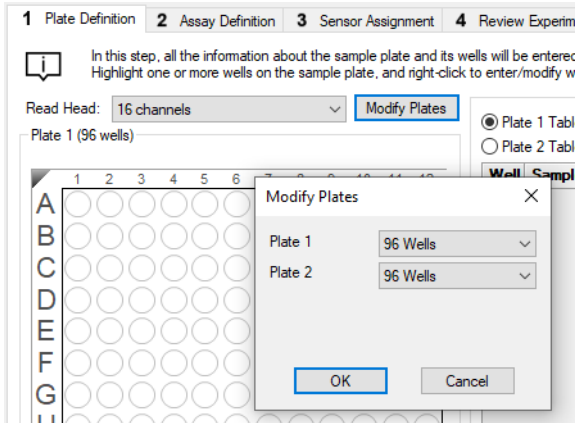 1 Plate Definition 2 Assay Definition 3 Sensor Assignment 4 Review Experim
i In this step, all the information about the sample plate and its wells will be entered
Highlight one or more wells on the sample plate, and right-click to enter/modify w
Read Head: 16 channels Modify Plates
Plate 1 Tabl
Plate 1 (96 wells)
Plate 2 Tabl
Well Sampl
1 2 3 4 5 6
Modify Plates
A
B
C
D
E
F
G
Plate 1 96 Wells
Plate 2 96 Wells
OK Cancel